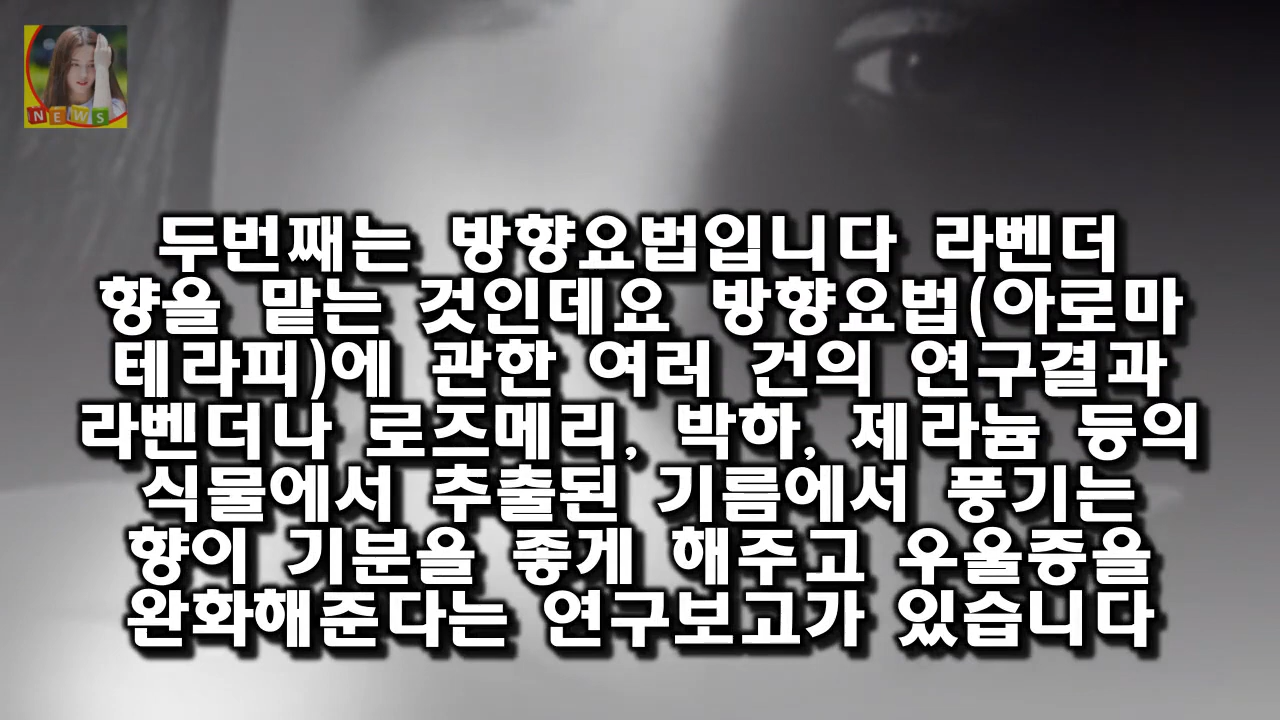 NEWS
두번째는 방향요법입니다 라벤더
향을 맡는 것인데요 방향요법(아로마
테라피)에 관한 여러 건의 연구결과
라벤더나 로즈메리, 박하, 제라늄 등의
식물에서 추출된 기름에서 풍기는
향이 기분을 좋게 해주고 우울증을
완화해준다는 연구보고가 있습니다